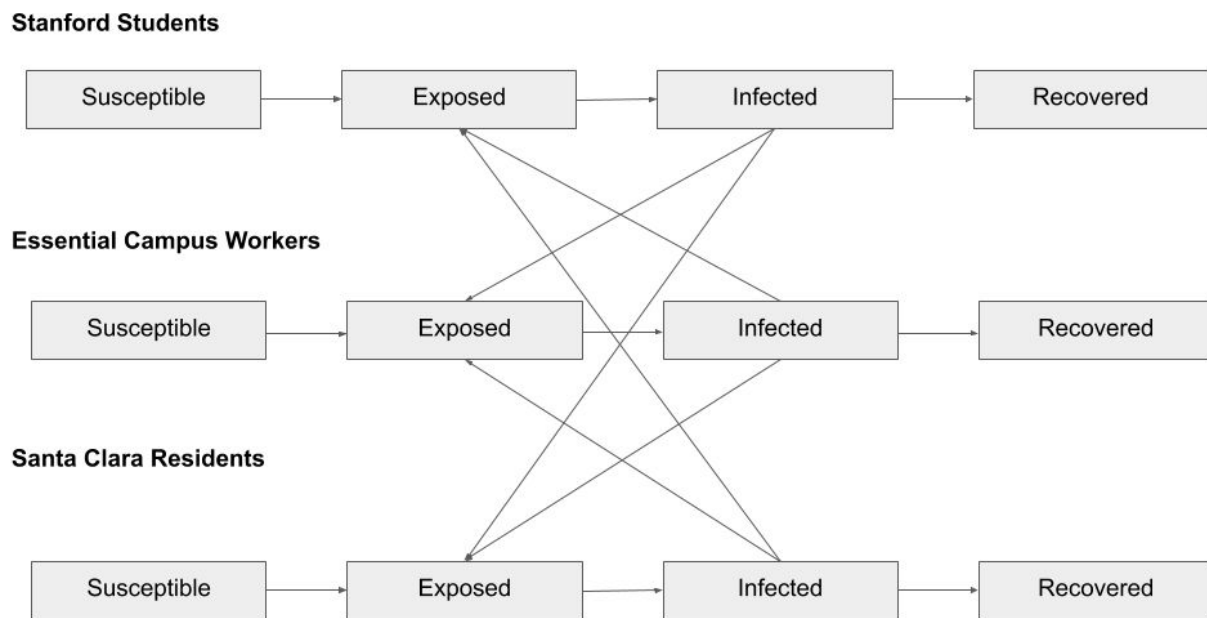 Stanford Students
Susceptible Exposed Infected Recovered
Essential Campus Workers
Susceptible Exposed Infected Recovered
Santa Clara Residents
Susceptible Exposed Infected Recovered